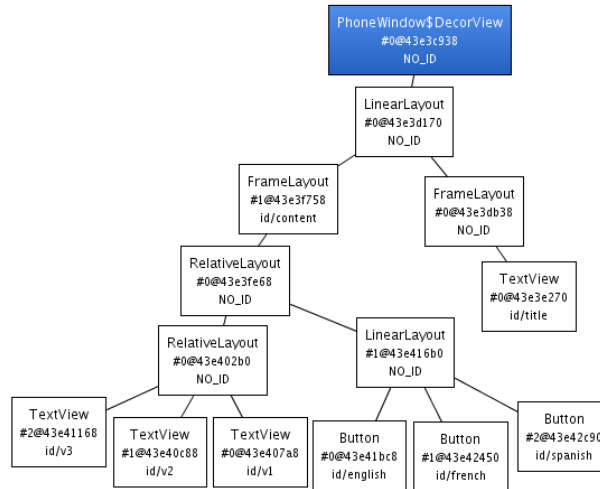 PhoneWindow$DecorView
#0@43e3c938
NO_ID
LinearLayout
#0@43e3d170
NO_ID
FrameLayout
#1@43e3f758
id/content
FrameLayout
#0@43e3db38
NO_ID
RelativeLayout
#0@43e3fe68
NO_ID
TextView
#0@43e3e270
id/title
RelativeLayout
#0@43e402b0
NO_ID
LinearLayout
#1@43e416b0
NO_ID
TextView
#2@43e41168
id/v3
TextView
#1@43e40c88
id/v2
TextView
#0@43e407a8
id/v1
Button
#0@43e41bc8
id/english
Button
#1@43e42450
id/french
Button
#2@43e42c90
id/spanish